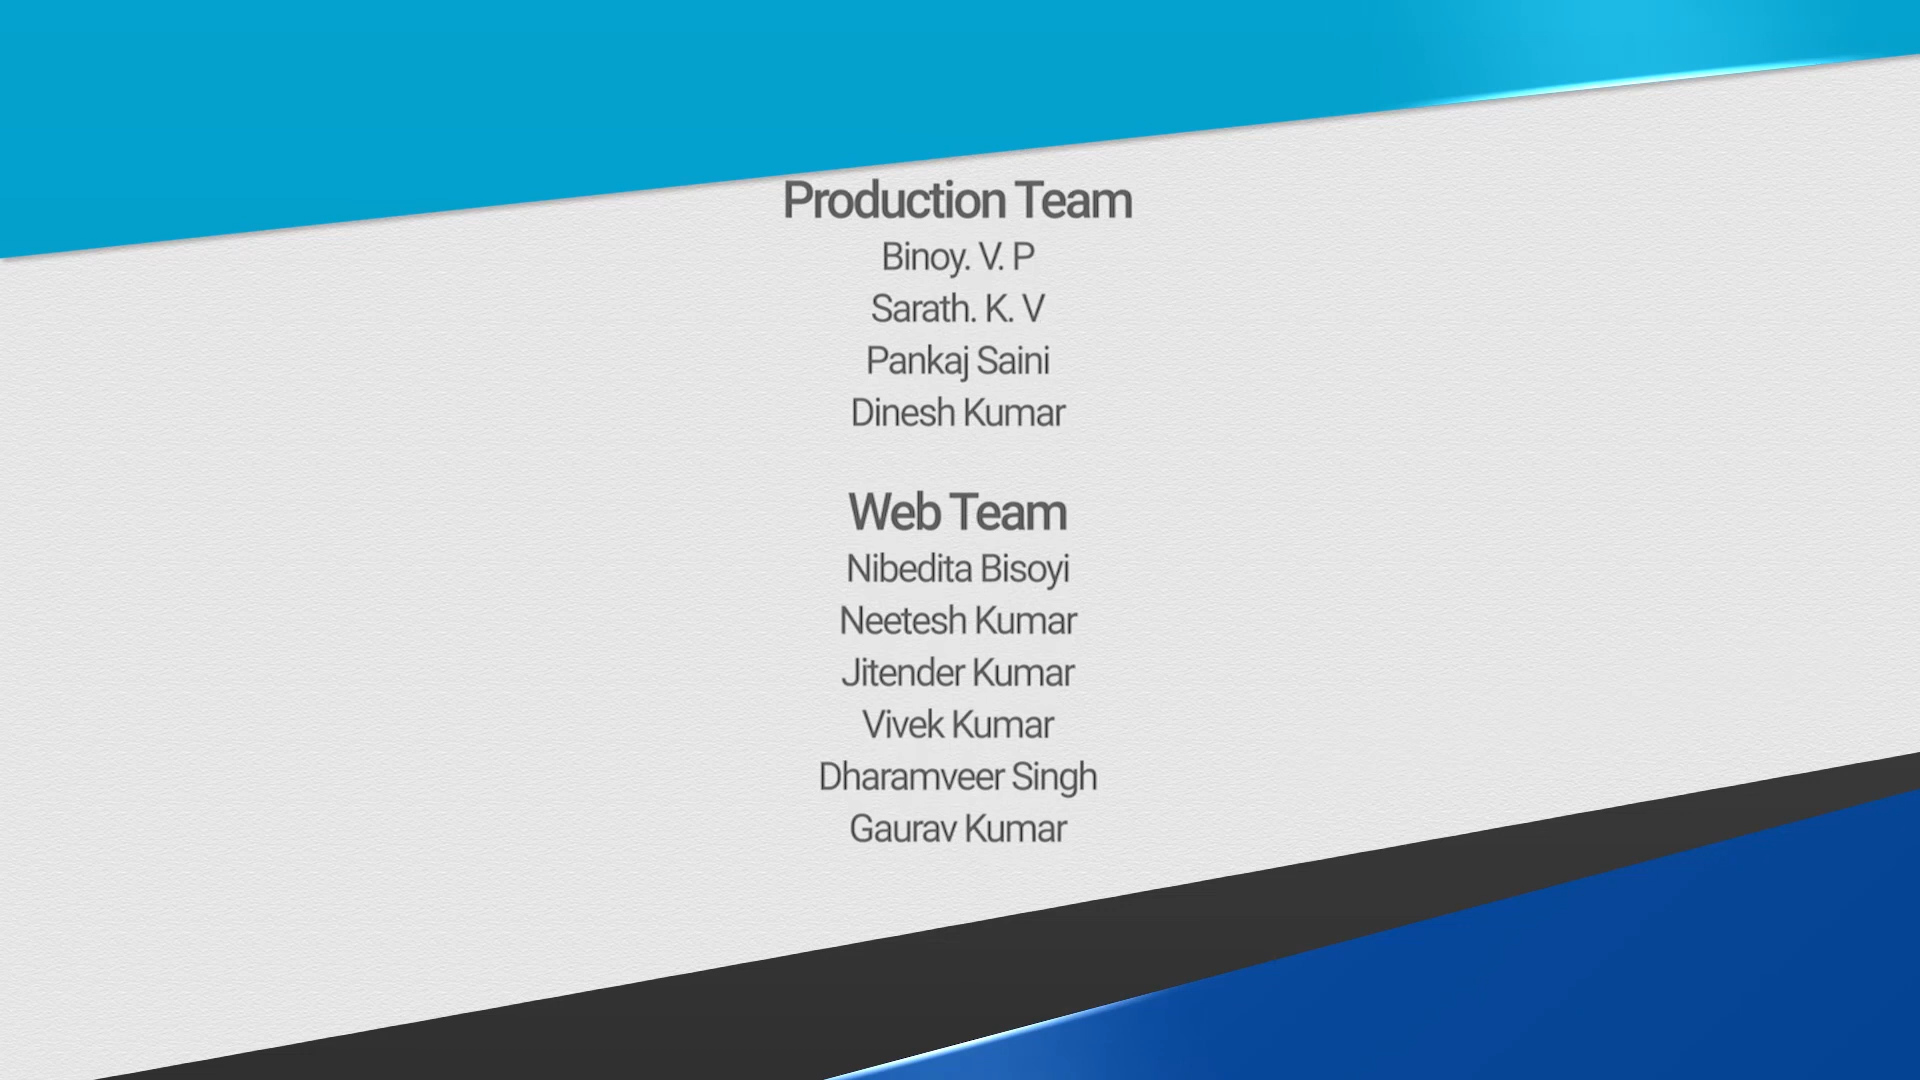 Production Team
Binoy. V. P
Sarath. K. V
Pankaj Saini
Dinesh Kumar
Web Team
Nibedita Bisoyi
Neetesh Kumar
Jitender Kumar
Vivek Kumar
Dharamveer Singh
Gaurav Kumar